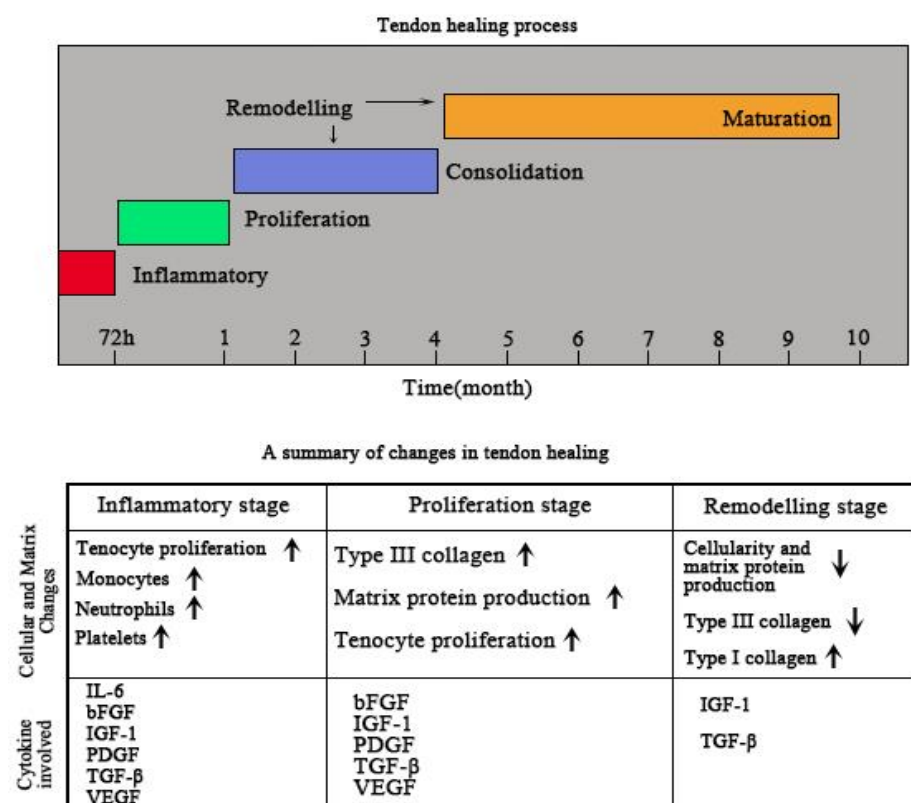 Tendon healing process
Remodelling
Maturation
Consolidation
Proliferation
Inflammatory
72h 1 2 3 4 5 6 7 8 9 10
Time(month)
A summary of changes in tendon healing
Inflammatory stage Proliferation stage Remodelling stage
Cellular and Matrix
Changes
Tenocyte proliferation ↑
Monocytes ↑
Neutrophils ↑
Platelets ↑
Type III collagen ↑
Matrix protein production ↑
Tenocyte proliferation ↑
Cellularity and
matrix protein ↓
production
Type III collagen ↓
Type I collagen ↑
Cytokine
involved
IL-6
bFGF
IGF-1
PDGF
TGF-β
VEGF
bFGF
IGF-1
PDGF
TGF-β
VEGF
IGF-1
TGF-β